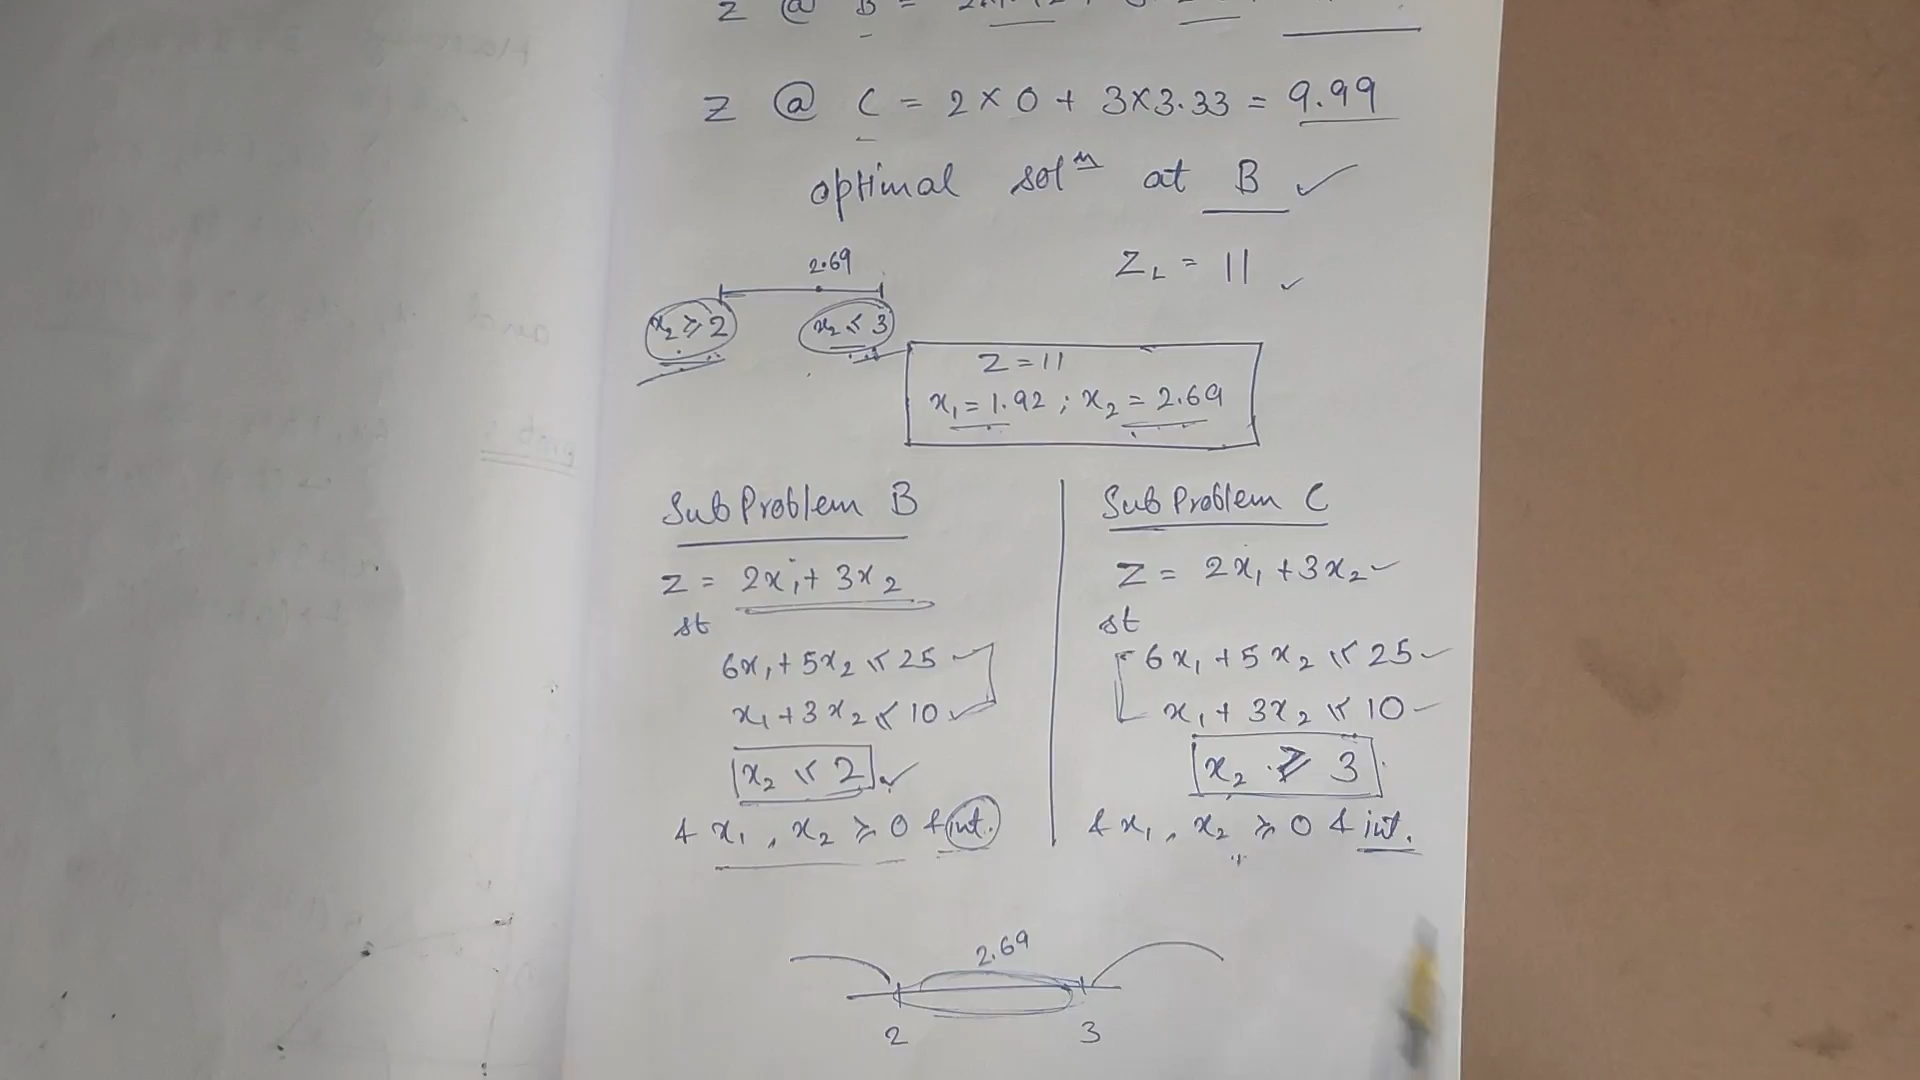 Z @ B =
Z @ C = 2 × 0 + 3×3.33 = 9.99
optimal solⁿ at B ✓
2.69
Z_L = 11 ✓
x₂ ⩾ 2
x₂ ⩽ 3
Z = 11
x₁ = 1.92 ; x₂ = 2.69
Sub Problem B
Z = 2x₁ + 3x₂
st
6x₁ + 5x₂ ⩽ 25
x₁ + 3x₂ ⩽ 10
x₂ ⩽ 2 ✓
& x₁, x₂ ⩾ 0 & int.
Sub Problem C
Z = 2x₁ + 3x₂
st
6x₁ + 5x₂ ⩽ 25
x₁ + 3x₂ ⩽ 10
x₂ ⩾ 3
& x₁, x₂ ⩾ 0 & int.
2.69
2 3